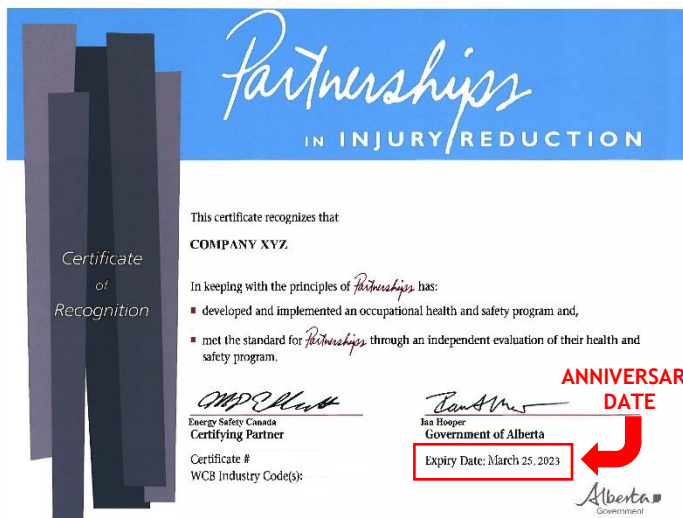 Partnerships
IN INJURY REDUCTION
Certificate
of
Recognition
This certificate recognizes that
COMPANY XYZ
In keeping with the principles of Partnerships has:
developed and implemented an occupational health and safety program and,
met the standard for Partnerships through an independent evaluation of their health and
safety program.
ANNIVERSAR
DATE
Energy Safety Canada
Certifying Partner
Certificate #
WCB Industry Code(s):
Ian Hooper
Government of Alberta
Expiry Date: March 25, 2023
Alberta
Government